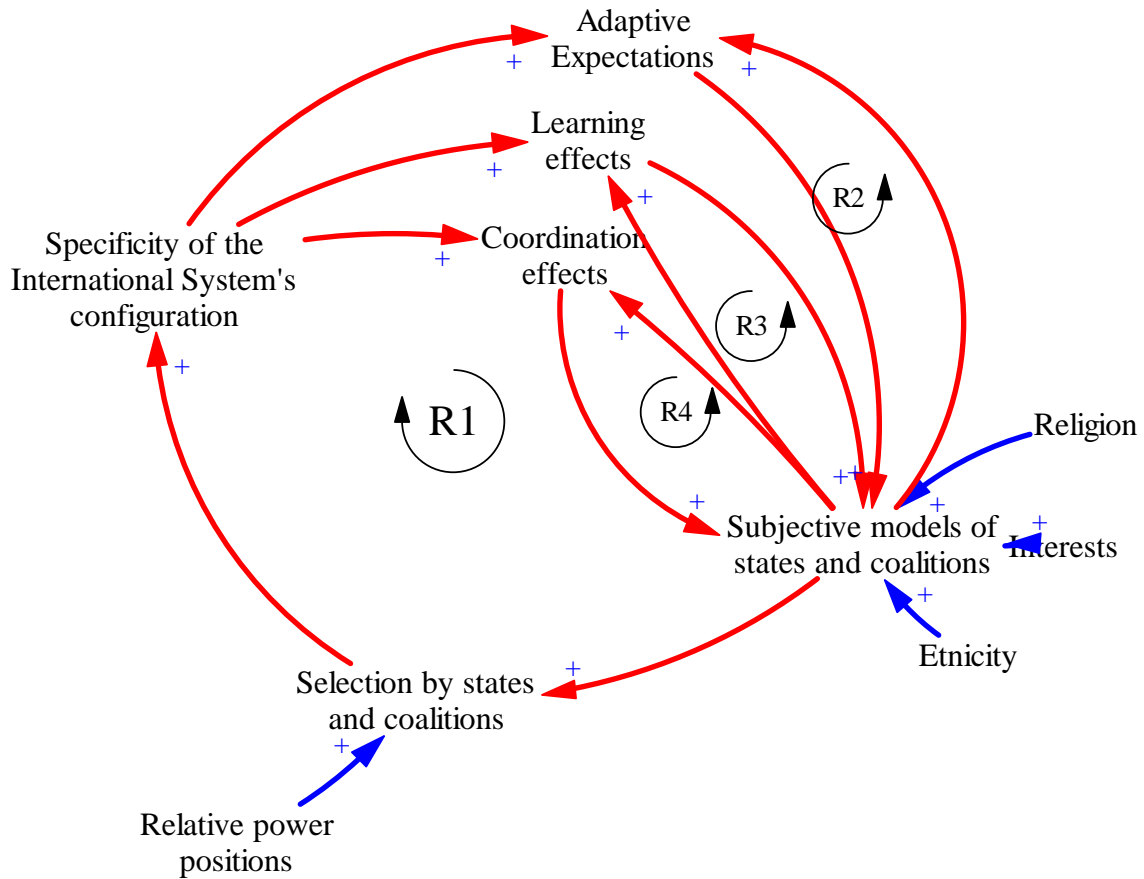 Adaptive
Expectations
+
+
Learning
effects
+
+
R2
Specificity of the
International System's
configuration
Coordination
effects
+
+
R3
+
R1
R4
Religion
+
+
+
+
+
Subjective models of
states and coalitions
Interests
+
Etnicity
+
Selection by states
and coalitions
+
Relative power
positions